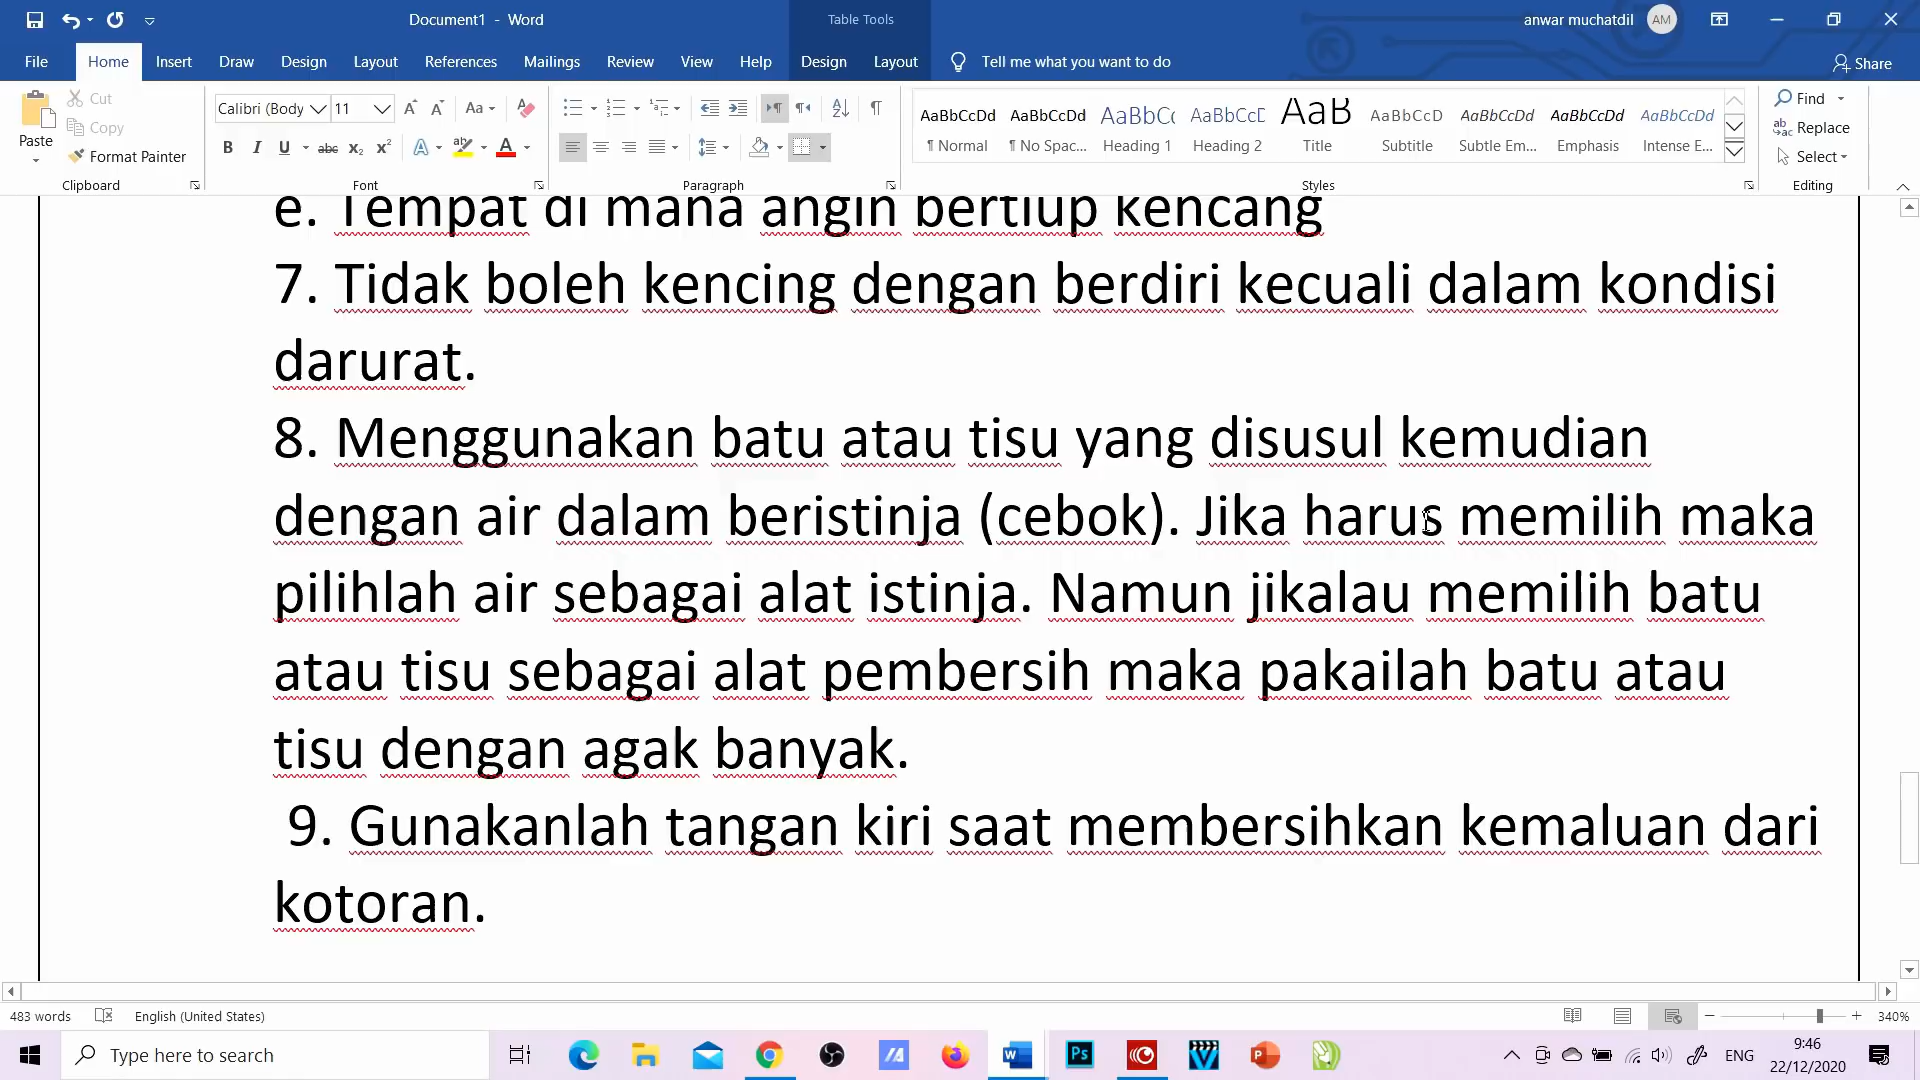 Document1 - Word
Table Tools
anwar muchatdil
AM
File Home Insert Draw Design Layout References Mailings Review View Help Design Layout Tell me what you want to do Share
Cut
Copy
Format Painter
Paste
Clipboard
Calibri (Body 11
Font
Paragraph
AaBbCcDd AaBbCcDd AaBbCc AaBbCcD AaB AaBbCcD AaBbCcDd AaBbCcDd AaBbCcDd
¶ Normal ¶ No Spac... Heading 1 Heading 2 Title Subtitle Subtle Em... Emphasis Intense E...
Styles
Find
Replace
Select
Editing
e. Tempat di mana angin bertiup kencang
7. Tidak boleh kencing dengan berdiri kecuali dalam kondisi
darurat.
8. Menggunakan batu atau tisu yang disusul kemudian
dengan air dalam beristinja (cebok). Jika harus memilih maka
pilihlah air sebagai alat istinja. Namun jikalau memilih batu
atau tisu sebagai alat pembersih maka pakailah batu atau
tisu dengan agak banyak.
9. Gunakanlah tangan kiri saat membersihkan kemaluan dari
kotoran.
483 words English (United States) 340%
Type here to search
ENG
9:46
22/12/2020